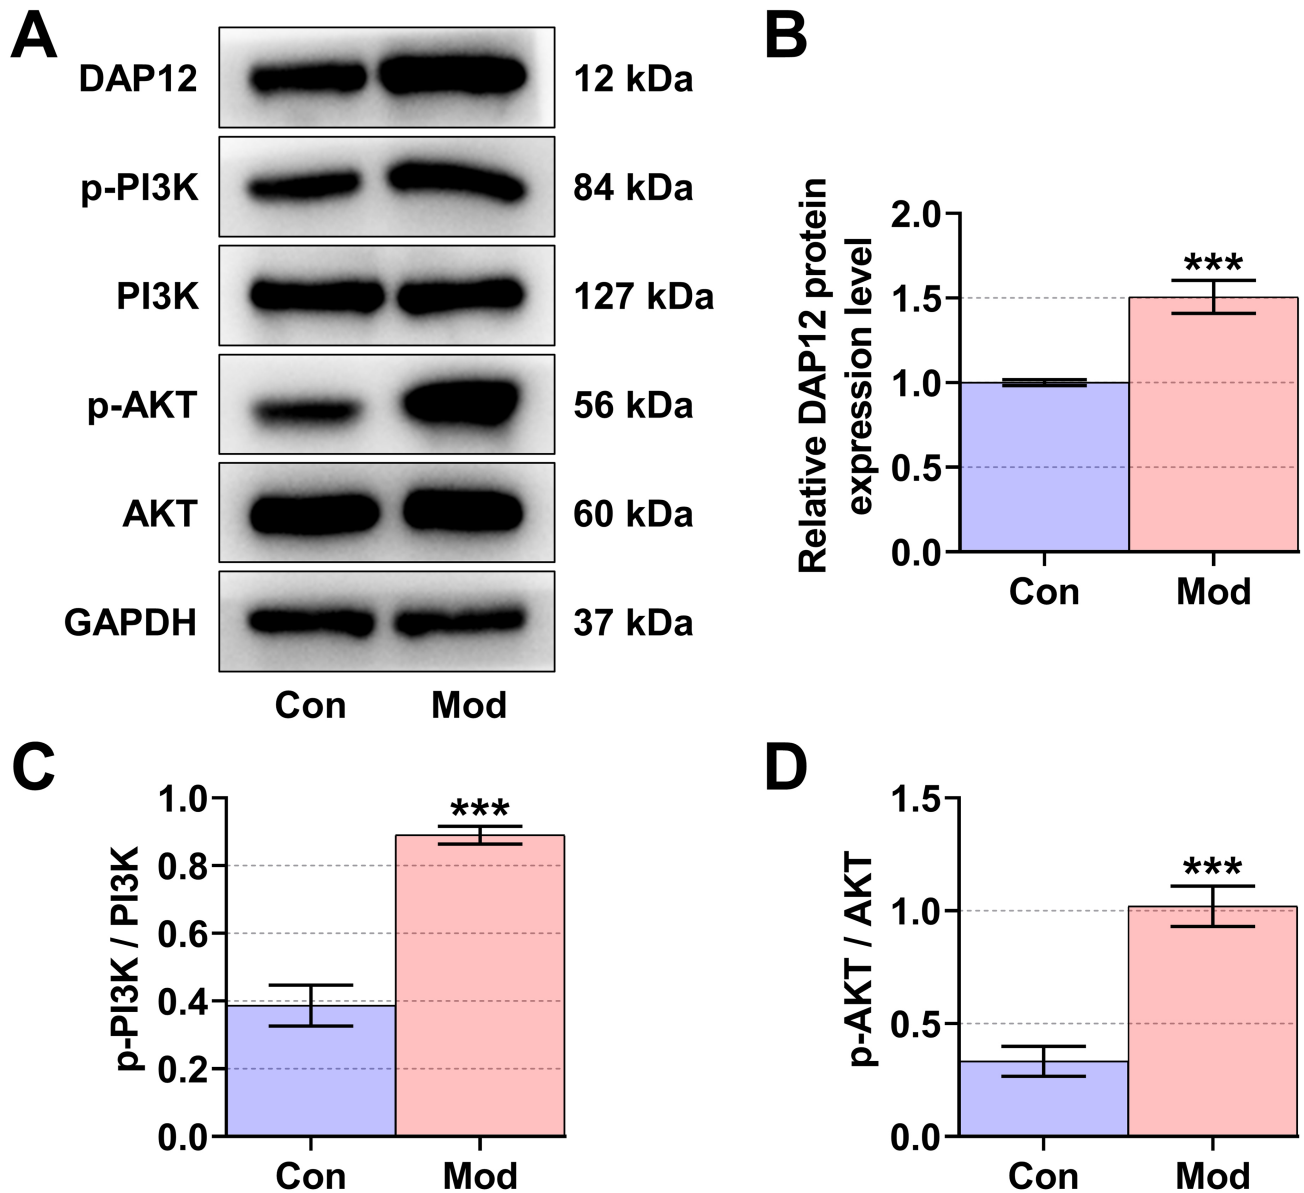 A
DAP12 12 kDa
p-PI3K 84 kDa
PI3K 127 kDa
p-AKT 56 kDa
AKT 60 kDa
GAPDH 37 kDa
Con Mod
B
Relative DAP12 protein
expression level
2.0
1.5
1.0
0.5
0.0
***
Con Mod
C
p-PI3K / PI3K
1.0
0.8
0.6
0.4
0.2
0.0
***
Con Mod
D
p-AKT / AKT
1.5
1.0
0.5
0.0
***
Con Mod